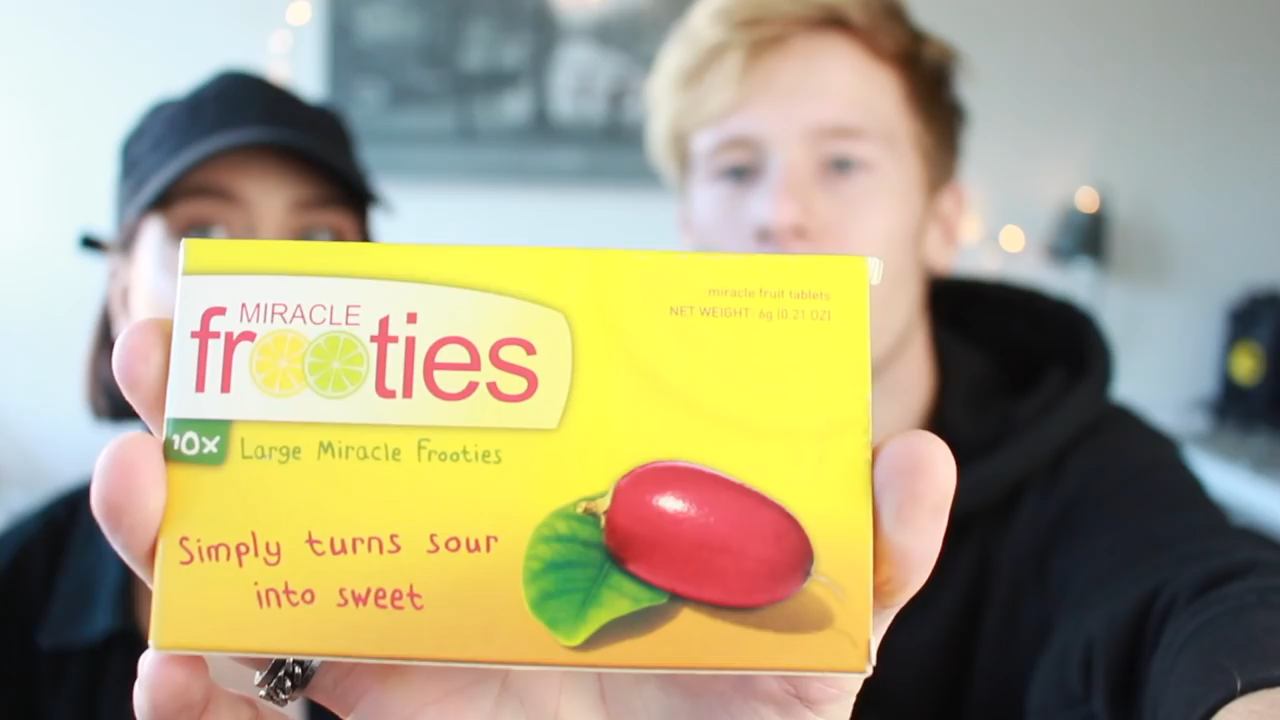 MIRACLE
frooties
miracle fruit tablets
NET WEIGHT: 6g (0.21 OZ)
10x Large Miracle Frooties
Simply turns sour
into sweet